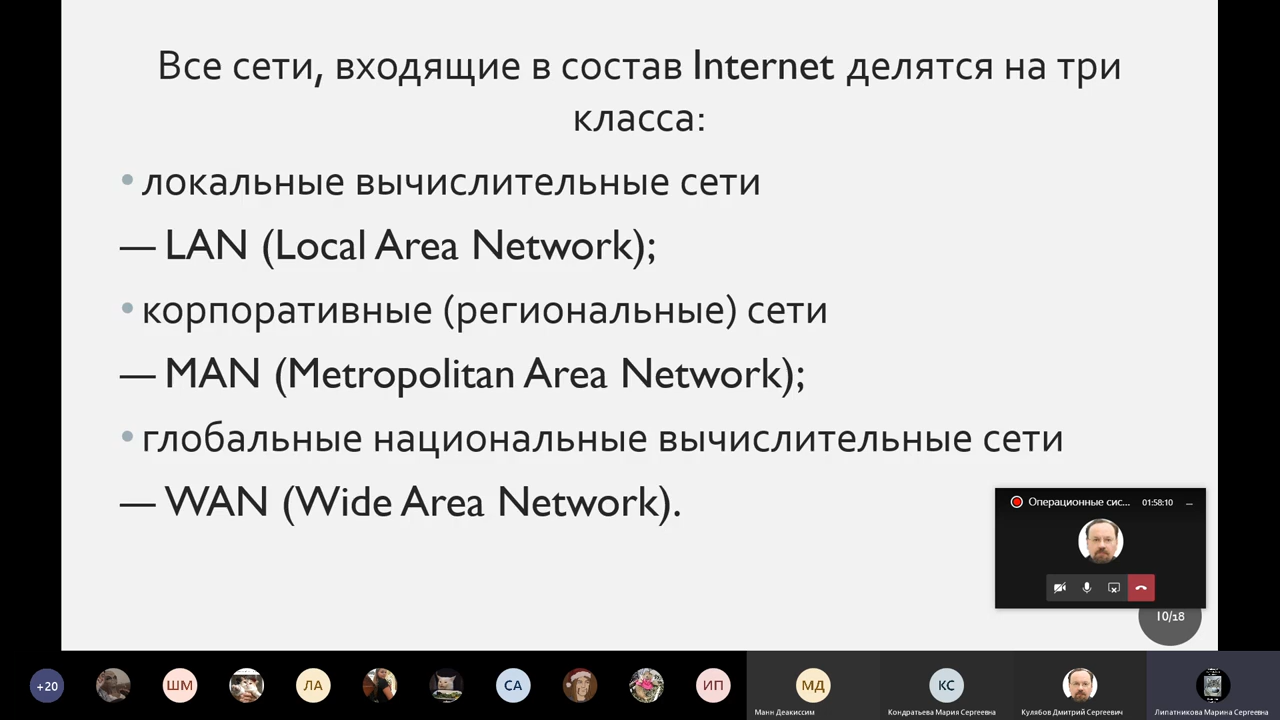 Все сети, входящие в состав Internet делятся на три
класса:
• локальные вычислительные сети
— LAN (Local Area Network);
• корпоративные (региональные) сети
— MAN (Metropolitan Area Network);
• глобальные национальные вычислительные сети
— WAN (Wide Area Network).
Операционные сис... 01:58:10
10/18
+20 ШМ ЛА СА ИП МД КС
Манн Деакиссим Кондратьева Мария Сергеевна Кулябов Дмитрий Сергеевич Липатникова Марина Сергеевна